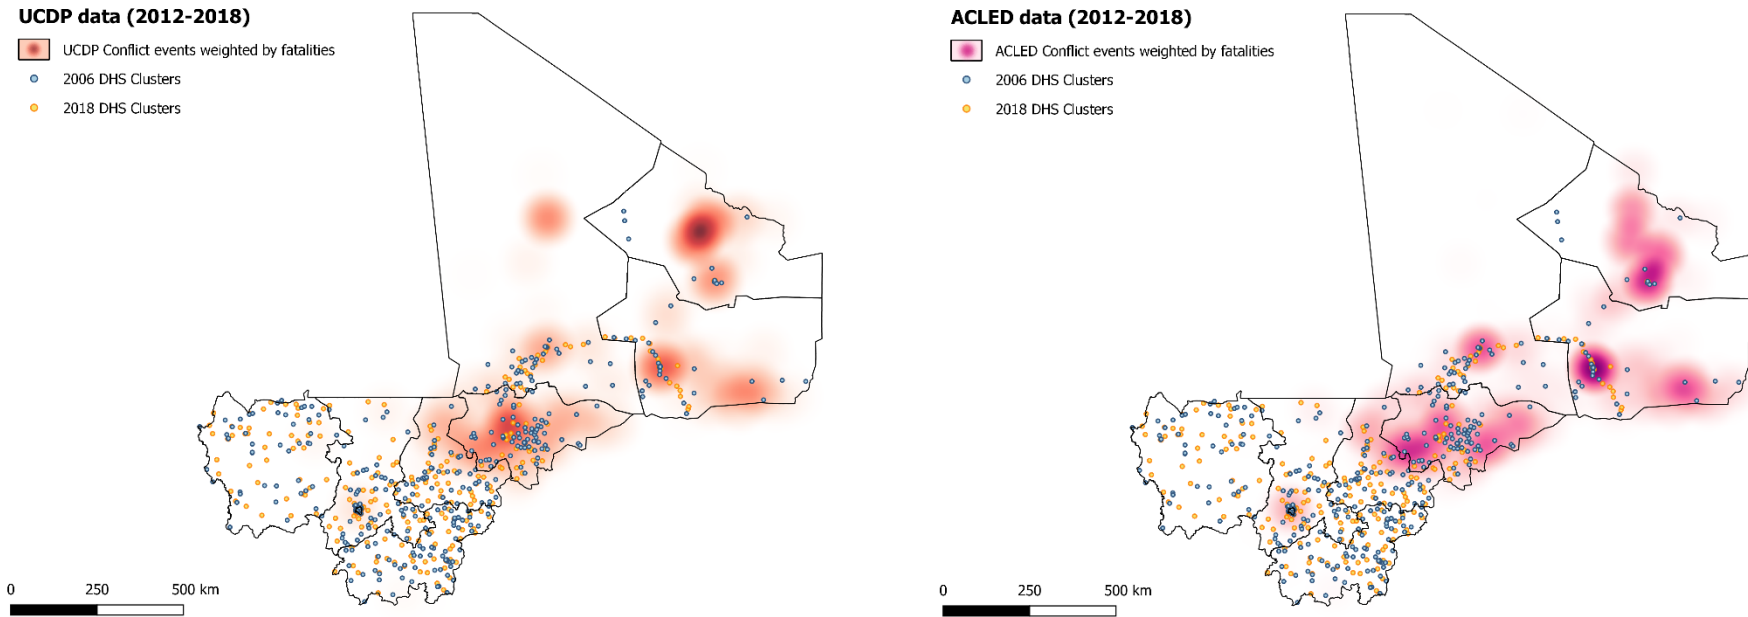 UCDP data (2012-2018)
UCDP Conflict events weighted by fatalities
2006 DHS Clusters
2018 DHS Clusters
0 250 500 km
ACLED data (2012-2018)
ACLED Conflict events weighted by fatalities
2006 DHS Clusters
2018 DHS Clusters
0 250 500 km